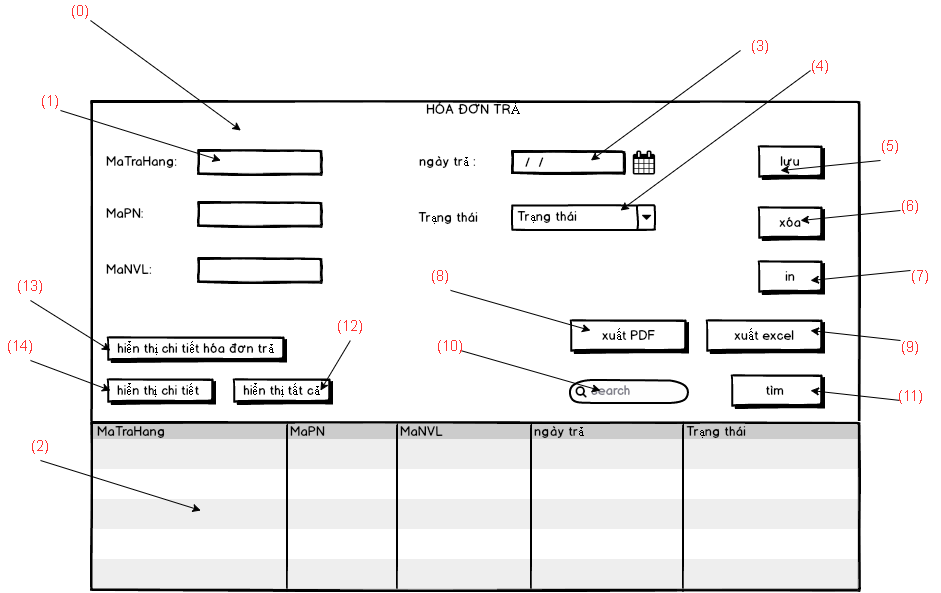 (0)
(3)
(4)
(1)
HÓA ĐƠN TRẢ
MaTraHang:
ngày trả :
/ /
lưu
(5)
MaPN:
Trạng thái
Trạng thái
xóa
(6)
MaNVL:
in
(7)
(8)
(13)
(12)
xuất PDF
xuất excel
(9)
(14)
hiển thị chi tiết hóa đơn trả
(10)
hiển thị chi tiết
hiển thị tất cả
search
tìm
(11)
MaTraHang
MaPN
MaNVL
ngày trả
Trạng thái
(2)